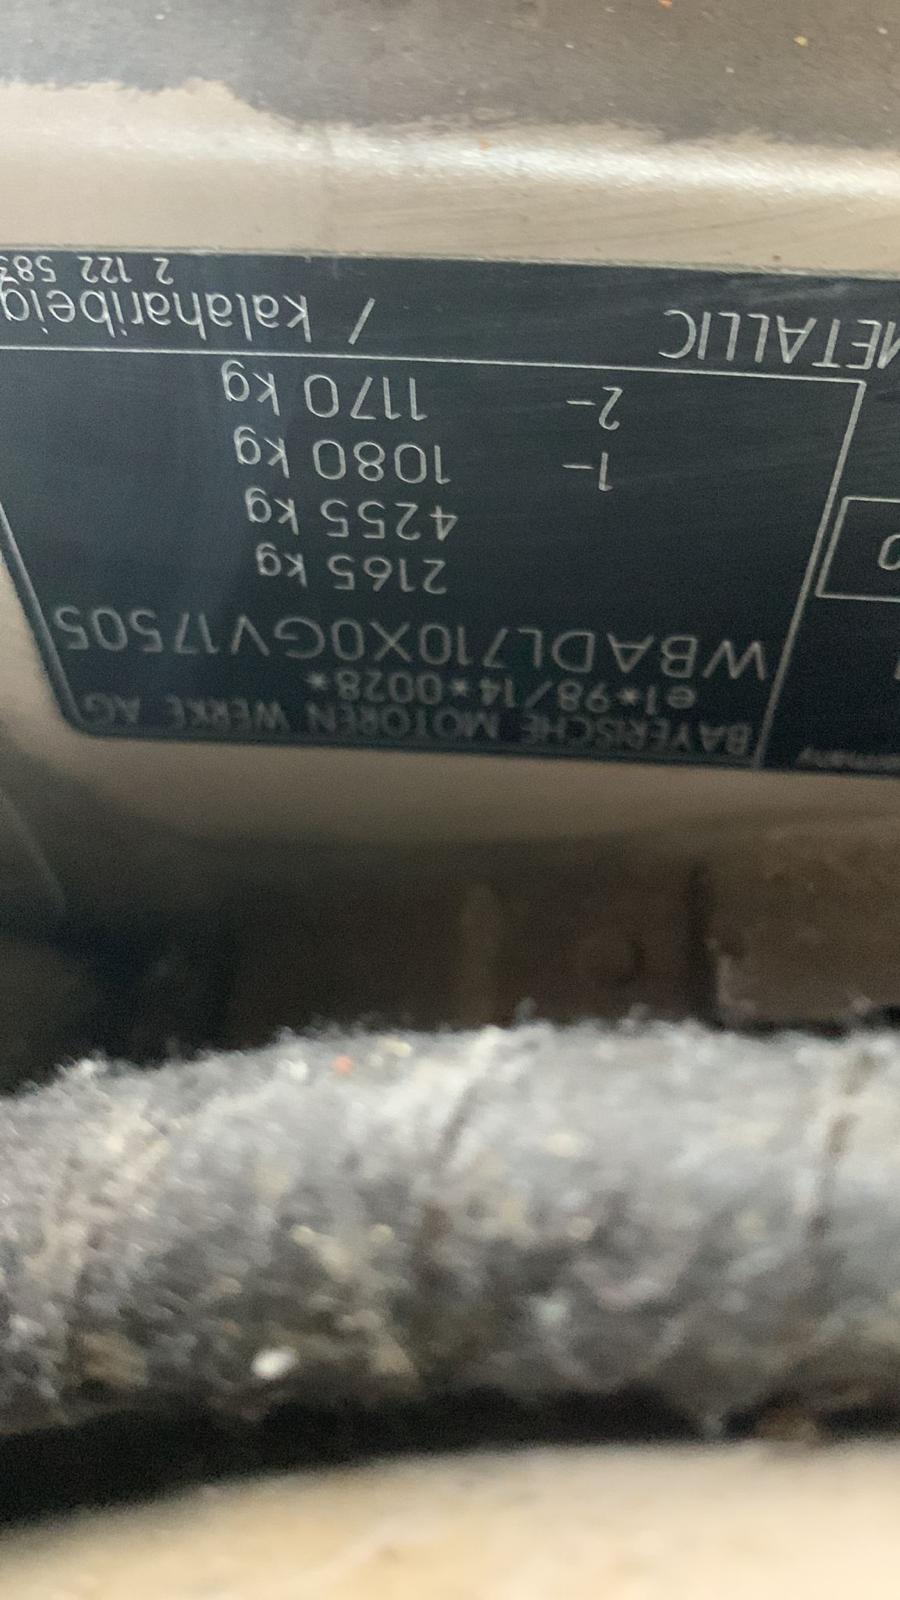 BAYERISCHE MOTOREN WERKE AG
e1*98/14*0028*
WBADL710X0GV17505
2165 kg
4255 kg
1- 1080 kg
2- 1170 kg
METALLIC / kalaharibeig
2 122 583